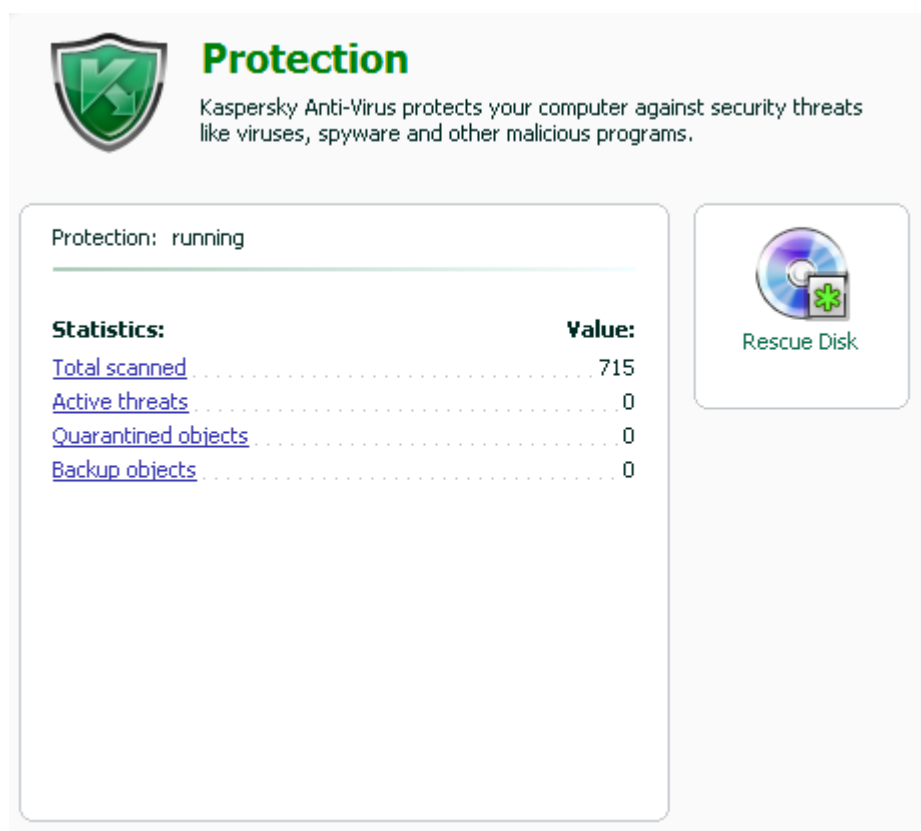 Protection
Kaspersky Anti-Virus protects your computer against security threats
like viruses, spyware and other malicious programs.
Protection: running
Statistics: Value:
Total scanned 715
Active threats 0
Quarantined objects 0
Backup objects 0
Rescue Disk